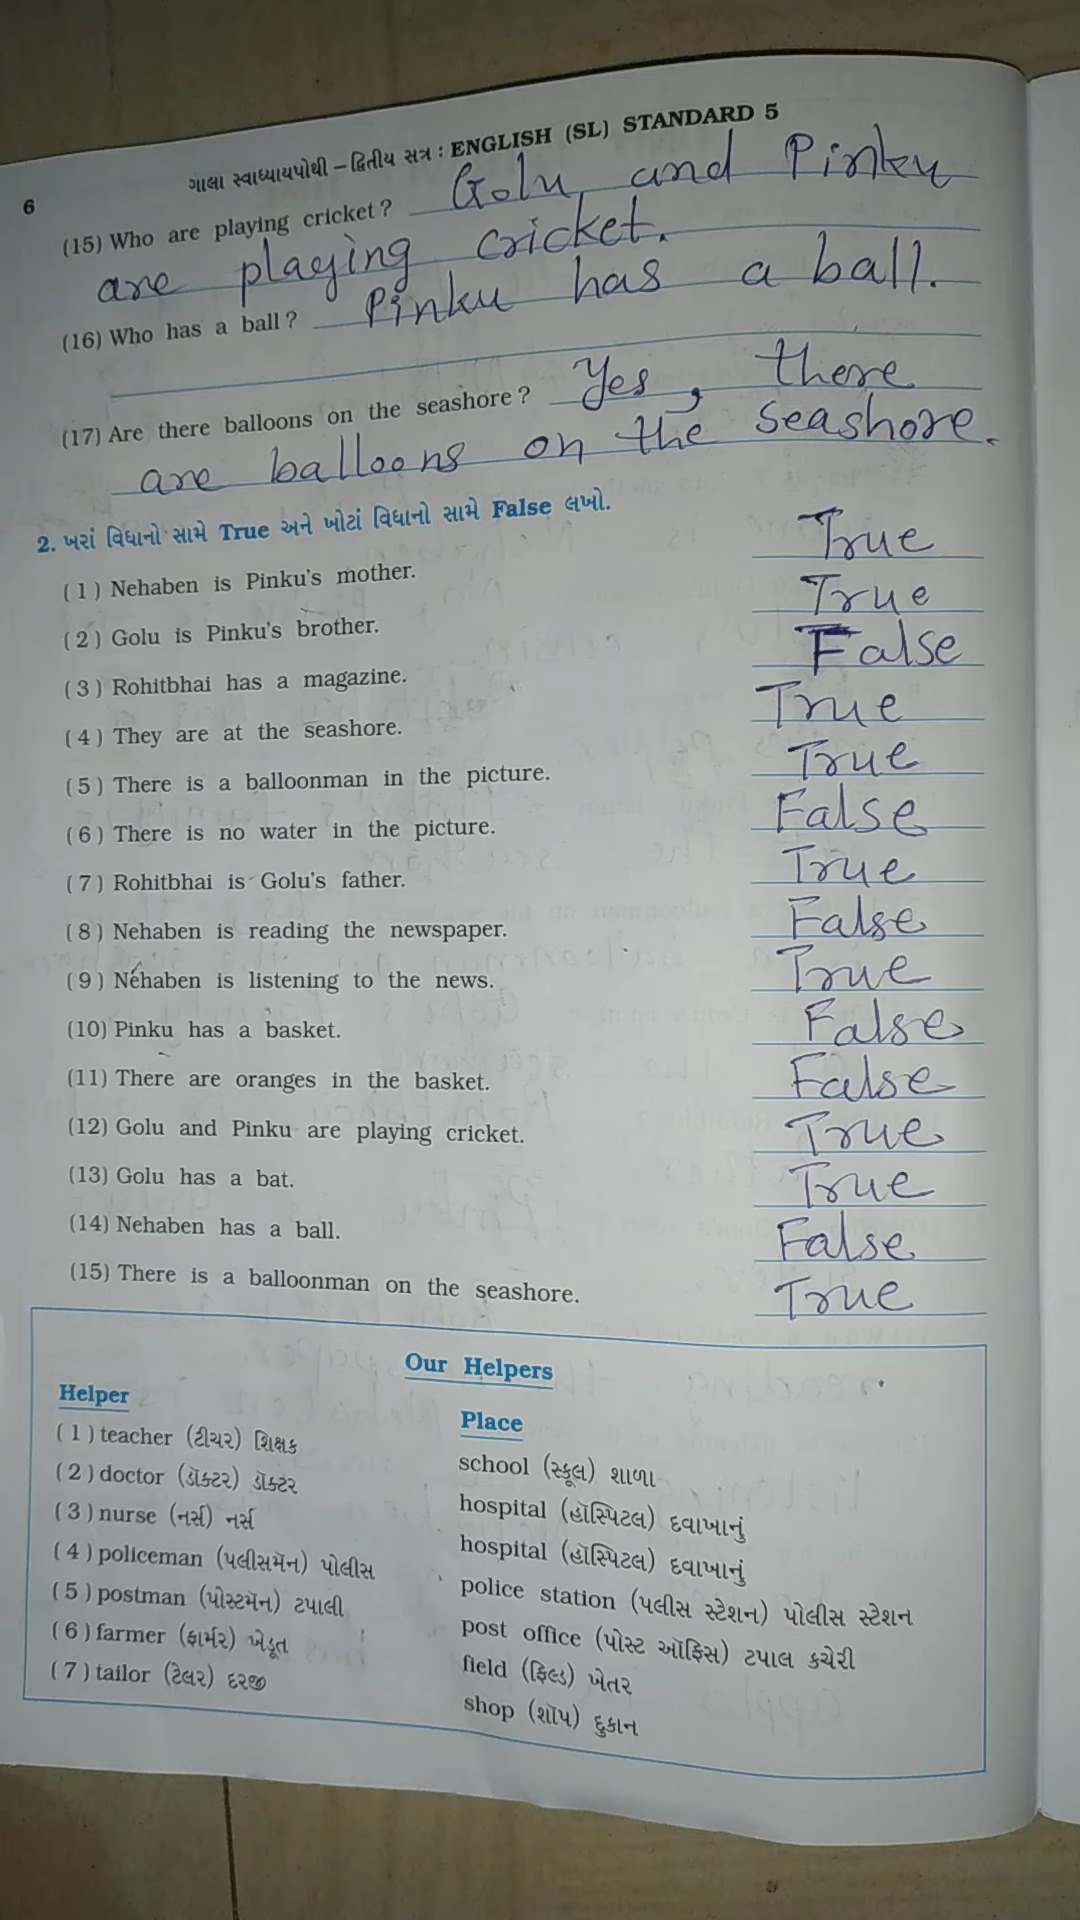 6
ગાલા સ્વાધ્યાયપોથી – દ્વિતીય સત્ર : ENGLISH (SL) STANDARD 5
(15) Who are playing cricket? Golu and Pinku
are playing cricket.
(16) Who has a ball? Pinku has a ball.
(17) Are there balloons on the seashore? Yes, there
are balloons on the seashore.
2. ખરાં વિધાનો સામે True અને ખોટાં વિધાનો સામે False લખો.
(1) Nehaben is Pinku's mother. True
(2) Golu is Pinku's brother. True
(3) Rohitbhai has a magazine. False
(4) They are at the seashore. True
(5) There is a balloonman in the picture. True
(6) There is no water in the picture. False
(7) Rohitbhai is Golu's father. True
(8) Nehaben is reading the newspaper. False
(9) Nehaben is listening to the news. True
(10) Pinku has a basket. False
(11) There are oranges in the basket. False
(12) Golu and Pinku are playing cricket. True
(13) Golu has a bat. True
(14) Nehaben has a ball. False
(15) There is a balloonman on the seashore. True
Our Helpers
Helper Place
(1) teacher (ટીચર) શિક્ષક school (સ્કૂલ) શાળા
(2) doctor (ડૉક્ટર) ડૉક્ટર hospital (હૉસ્પિટલ) દવાખાનું
(3) nurse (નર્સ) નર્સ hospital (હૉસ્પિટલ) દવાખાનું
(4) policeman (પલીસમૅન) પોલીસ police station (પલીસ સ્ટેશન) પોલીસ સ્ટેશન
(5) postman (પોસ્ટમૅન) ટપાલી post office (પોસ્ટ ઑફિસ) ટપાલ કચેરી
(6) farmer (ફાર્મર) ખેડૂત field (ફિલ્ડ) ખેતર
(7) tailor (ટેલર) દરજી shop (શૉપ) દુકાન